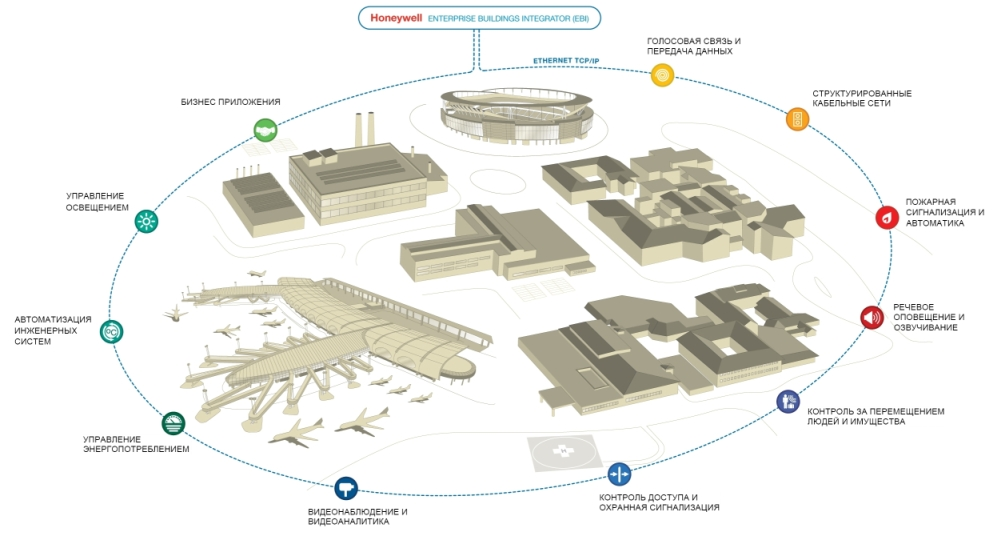 Honeywell ENTERPRISE BUILDINGS INTEGRATOR (EBI)
ETHERNET TCP/IP
ГОЛОСОВАЯ СВЯЗЬ И
ПЕРЕДАЧА ДАННЫХ
СТРУКТУРИРОВАННЫЕ
КАБЕЛЬНЫЕ СЕТИ
ПОЖАРНАЯ
СИГНАЛИЗАЦИЯ И
АВТОМАТИКА
РЕЧЕВОЕ
ОПОВЕЩЕНИЕ И
ОЗВУЧИВАНИЕ
КОНТРОЛЬ ЗА ПЕРЕМЕЩЕНИЕМ
ЛЮДЕЙ И ИМУЩЕСТВА
КОНТРОЛЬ ДОСТУПА И
ОХРАННАЯ СИГНАЛИЗАЦИЯ
ВИДЕОНАБЛЮДЕНИЕ И
ВИДЕОАНАЛИТИКА
УПРАВЛЕНИЕ
ЭНЕРГОПОТРЕБЛЕНИЕМ
АВТОМАТИЗАЦИЯ
ИНЖЕНЕРНЫХ
СИСТЕМ
°C
УПРАВЛЕНИЕ
ОСВЕЩЕНИЕМ
БИЗНЕС ПРИЛОЖЕНИЯ
H